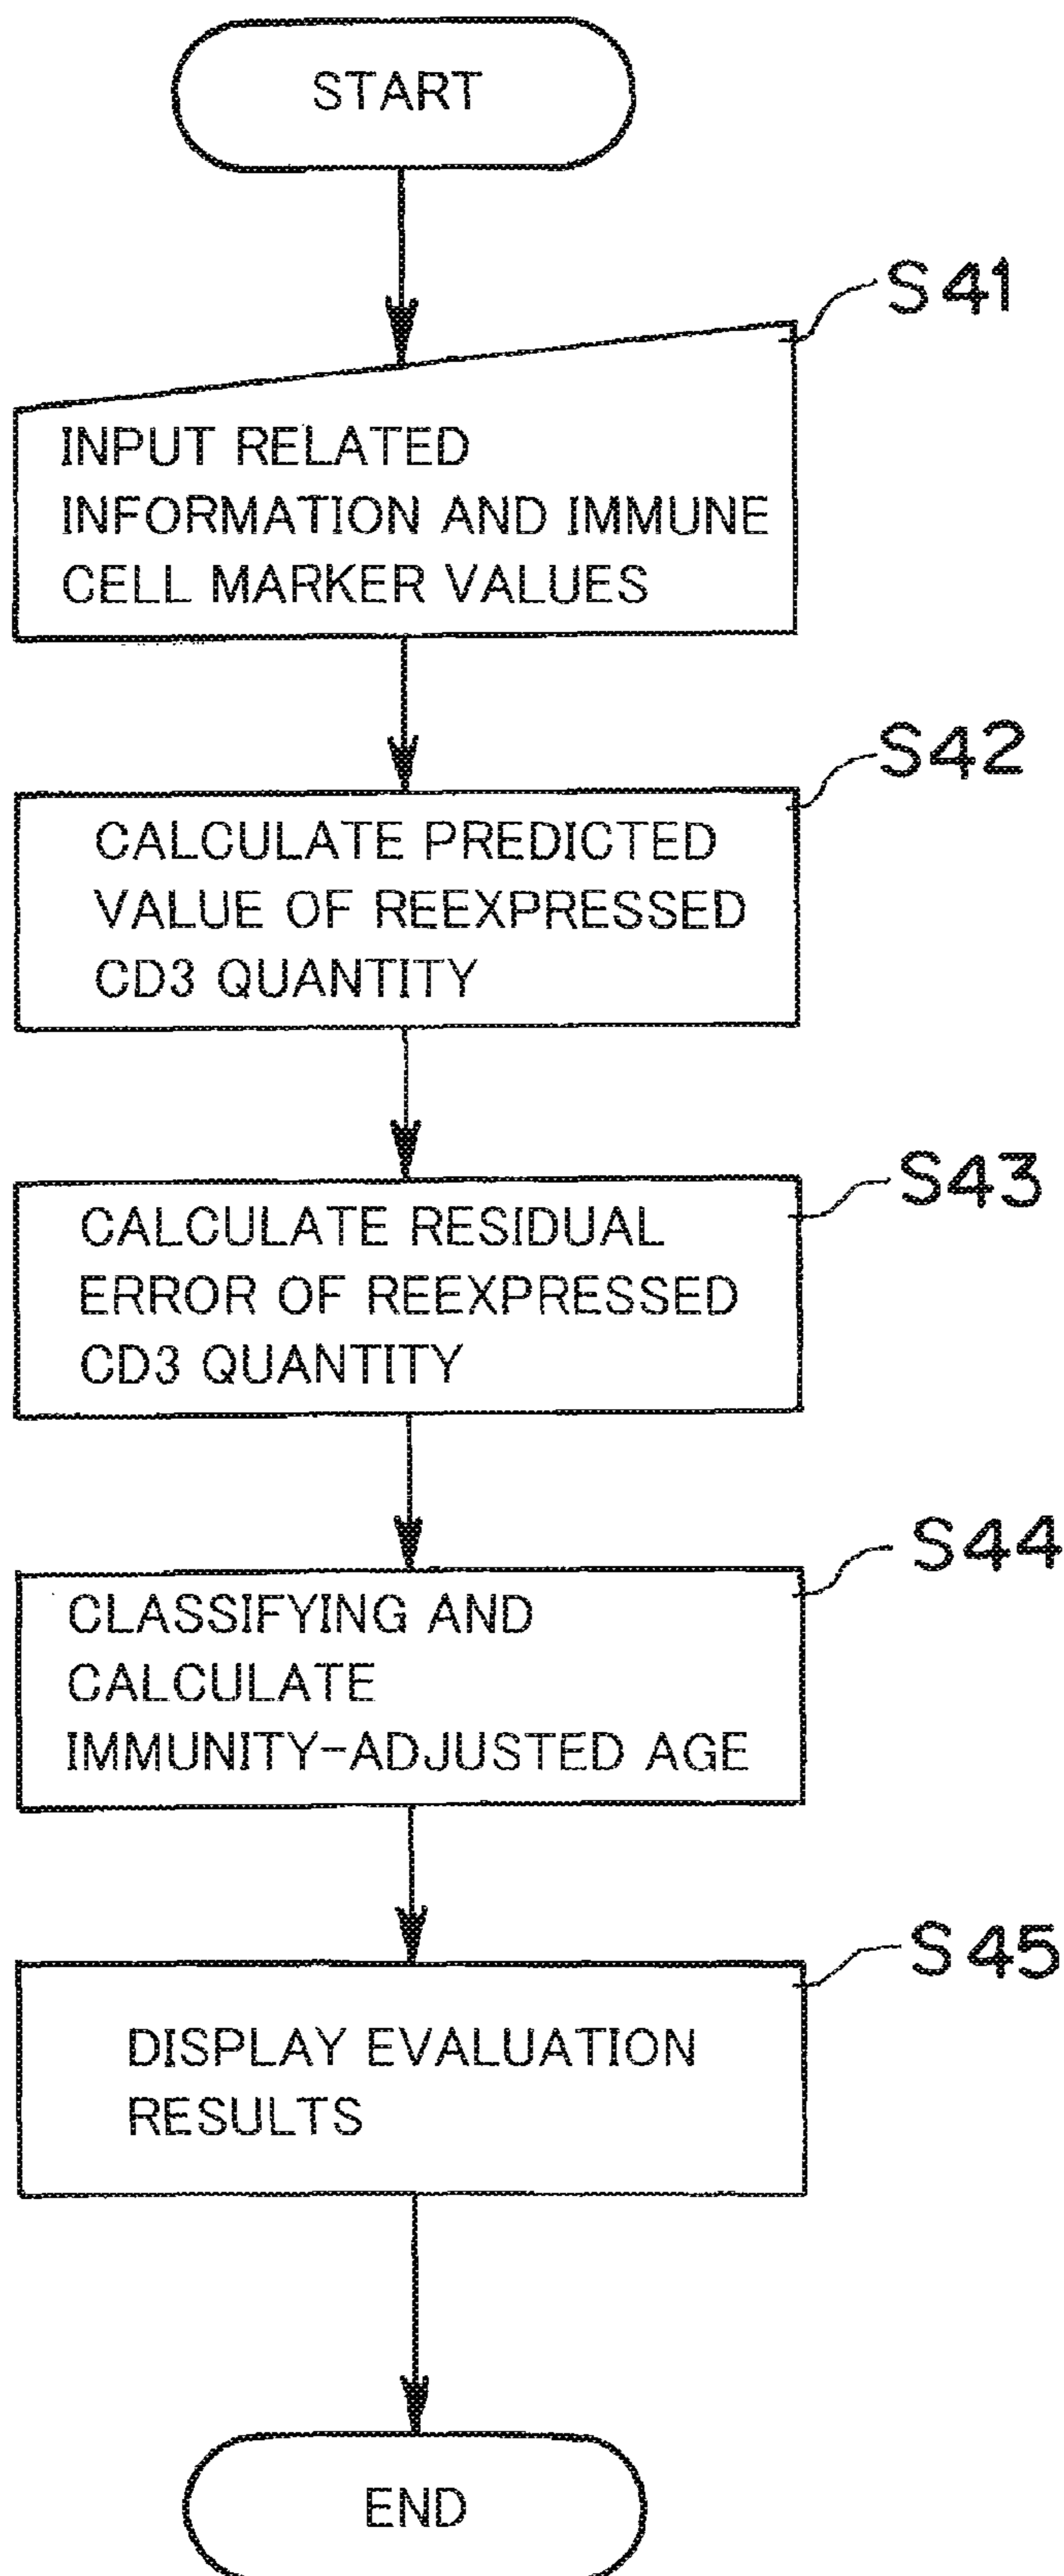 START
S41
INPUT RELATED
INFORMATION AND IMMUNE
CELL MARKER VALUES
S42
CALCULATE PREDICTED
VALUE OF REEXPRESSED
CD3 QUANTITY
S43
CALCULATE RESIDUAL
ERROR OF REEXPRESSED
CD3 QUANTITY
S44
CLASSIFYING AND
CALCULATE
IMMUNITY-ADJUSTED AGE
S45
DISPLAY EVALUATION
RESULTS
END